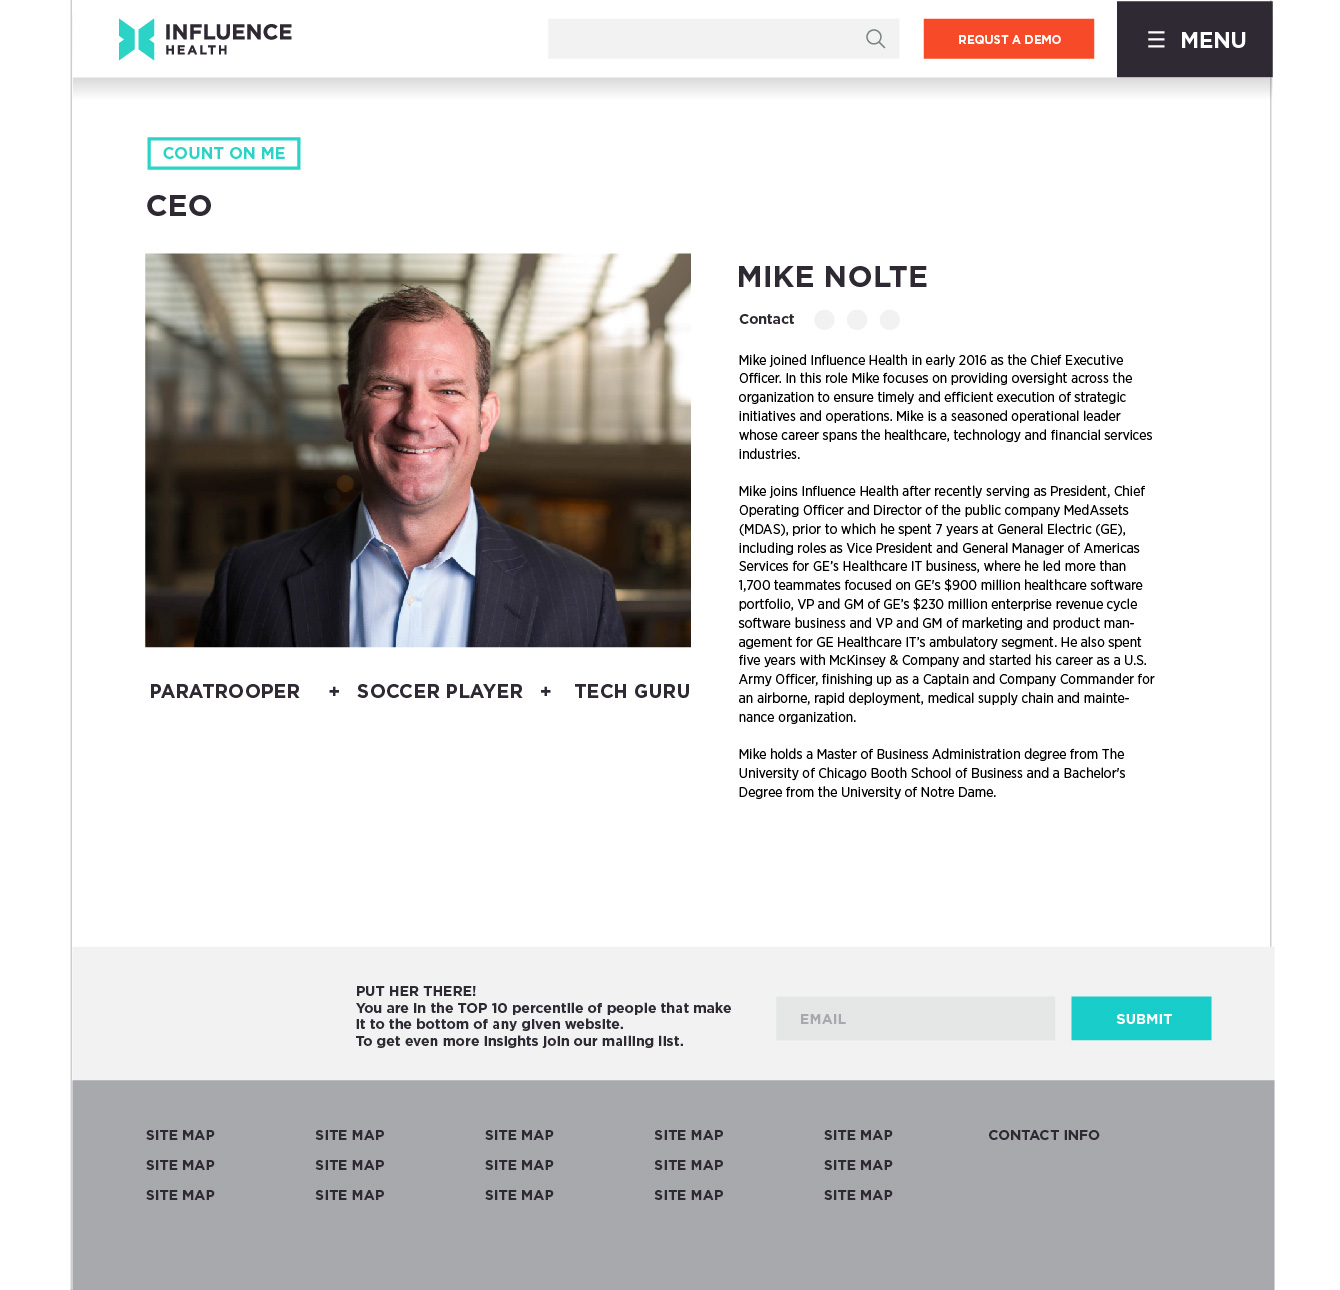 INFLUENCE
HEALTH
REQUST A DEMO
MENU
COUNT ON ME
CEO
MIKE NOLTE
Contact
Mike joined Influence Health in early 2016 as the Chief Executive
Officer. In this role Mike focuses on providing oversight across the
organization to ensure timely and efficient execution of strategic
initiatives and operations. Mike is a seasoned operational leader
whose career spans the healthcare, technology and financial services
industries.
Mike joins Influence Health after recently serving as President, Chief
Operating Officer and Director of the public company MedAssets
(MDAS), prior to which he spent 7 years at General Electric (GE),
including roles as Vice President and General Manager of Americas
Services for GE's Healthcare IT business, where he led more than
1,700 teammates focused on GE's $900 million healthcare software
portfolio, VP and GM of GE's $230 million enterprise revenue cycle
software business and VP and GM of marketing and product man-
agement for GE Healthcare IT's ambulatory segment. He also spent
five years with McKinsey & Company and started his career as a U.S.
Army Officer, finishing up as a Captain and Company Commander for
an airborne, rapid deployment, medical supply chain and mainte-
nance organization.
Mike holds a Master of Business Administration degree from The
University of Chicago Booth School of Business and a Bachelor's
Degree from the University of Notre Dame.
PARATROOPER + SOCCER PLAYER + TECH GURU
PUT HER THERE!
You are in the TOP 10 percentile of people that make
it to the bottom of any given website.
To get even more insights join our mailing list.
EMAIL
SUBMIT
SITE MAP SITE MAP SITE MAP SITE MAP SITE MAP CONTACT INFO
SITE MAP SITE MAP SITE MAP SITE MAP SITE MAP
SITE MAP SITE MAP SITE MAP SITE MAP SITE MAP